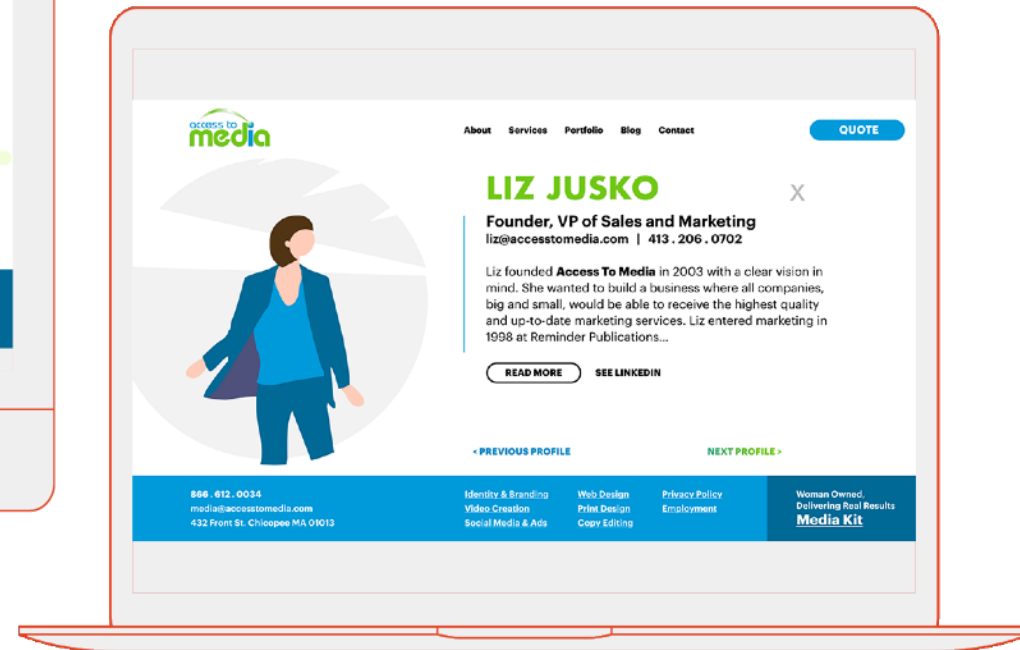 access to
media
About Services Portfolio Blog Contact
QUOTE
LIZ JUSKO
X
Founder, VP of Sales and Marketing
liz@accesstomedia.com | 413 . 206 . 0702
Liz founded Access To Media in 2003 with a clear vision in
mind. She wanted to build a business where all companies,
big and small, would be able to receive the highest quality
and up-to-date marketing services. Liz entered marketing in
1998 at Reminder Publications...
READ MORE
SEE LINKEDIN
< PREVIOUS PROFILE
NEXT PROFILE >
866 . 612 . 0034
media@accesstomedia.com
432 Front St. Chicopee MA 01013
Identity & Branding
Video Creation
Social Media & Ads
Web Design
Print Design
Copy Editing
Privacy Policy
Employment
Woman Owned,
Delivering Real Results
Media Kit